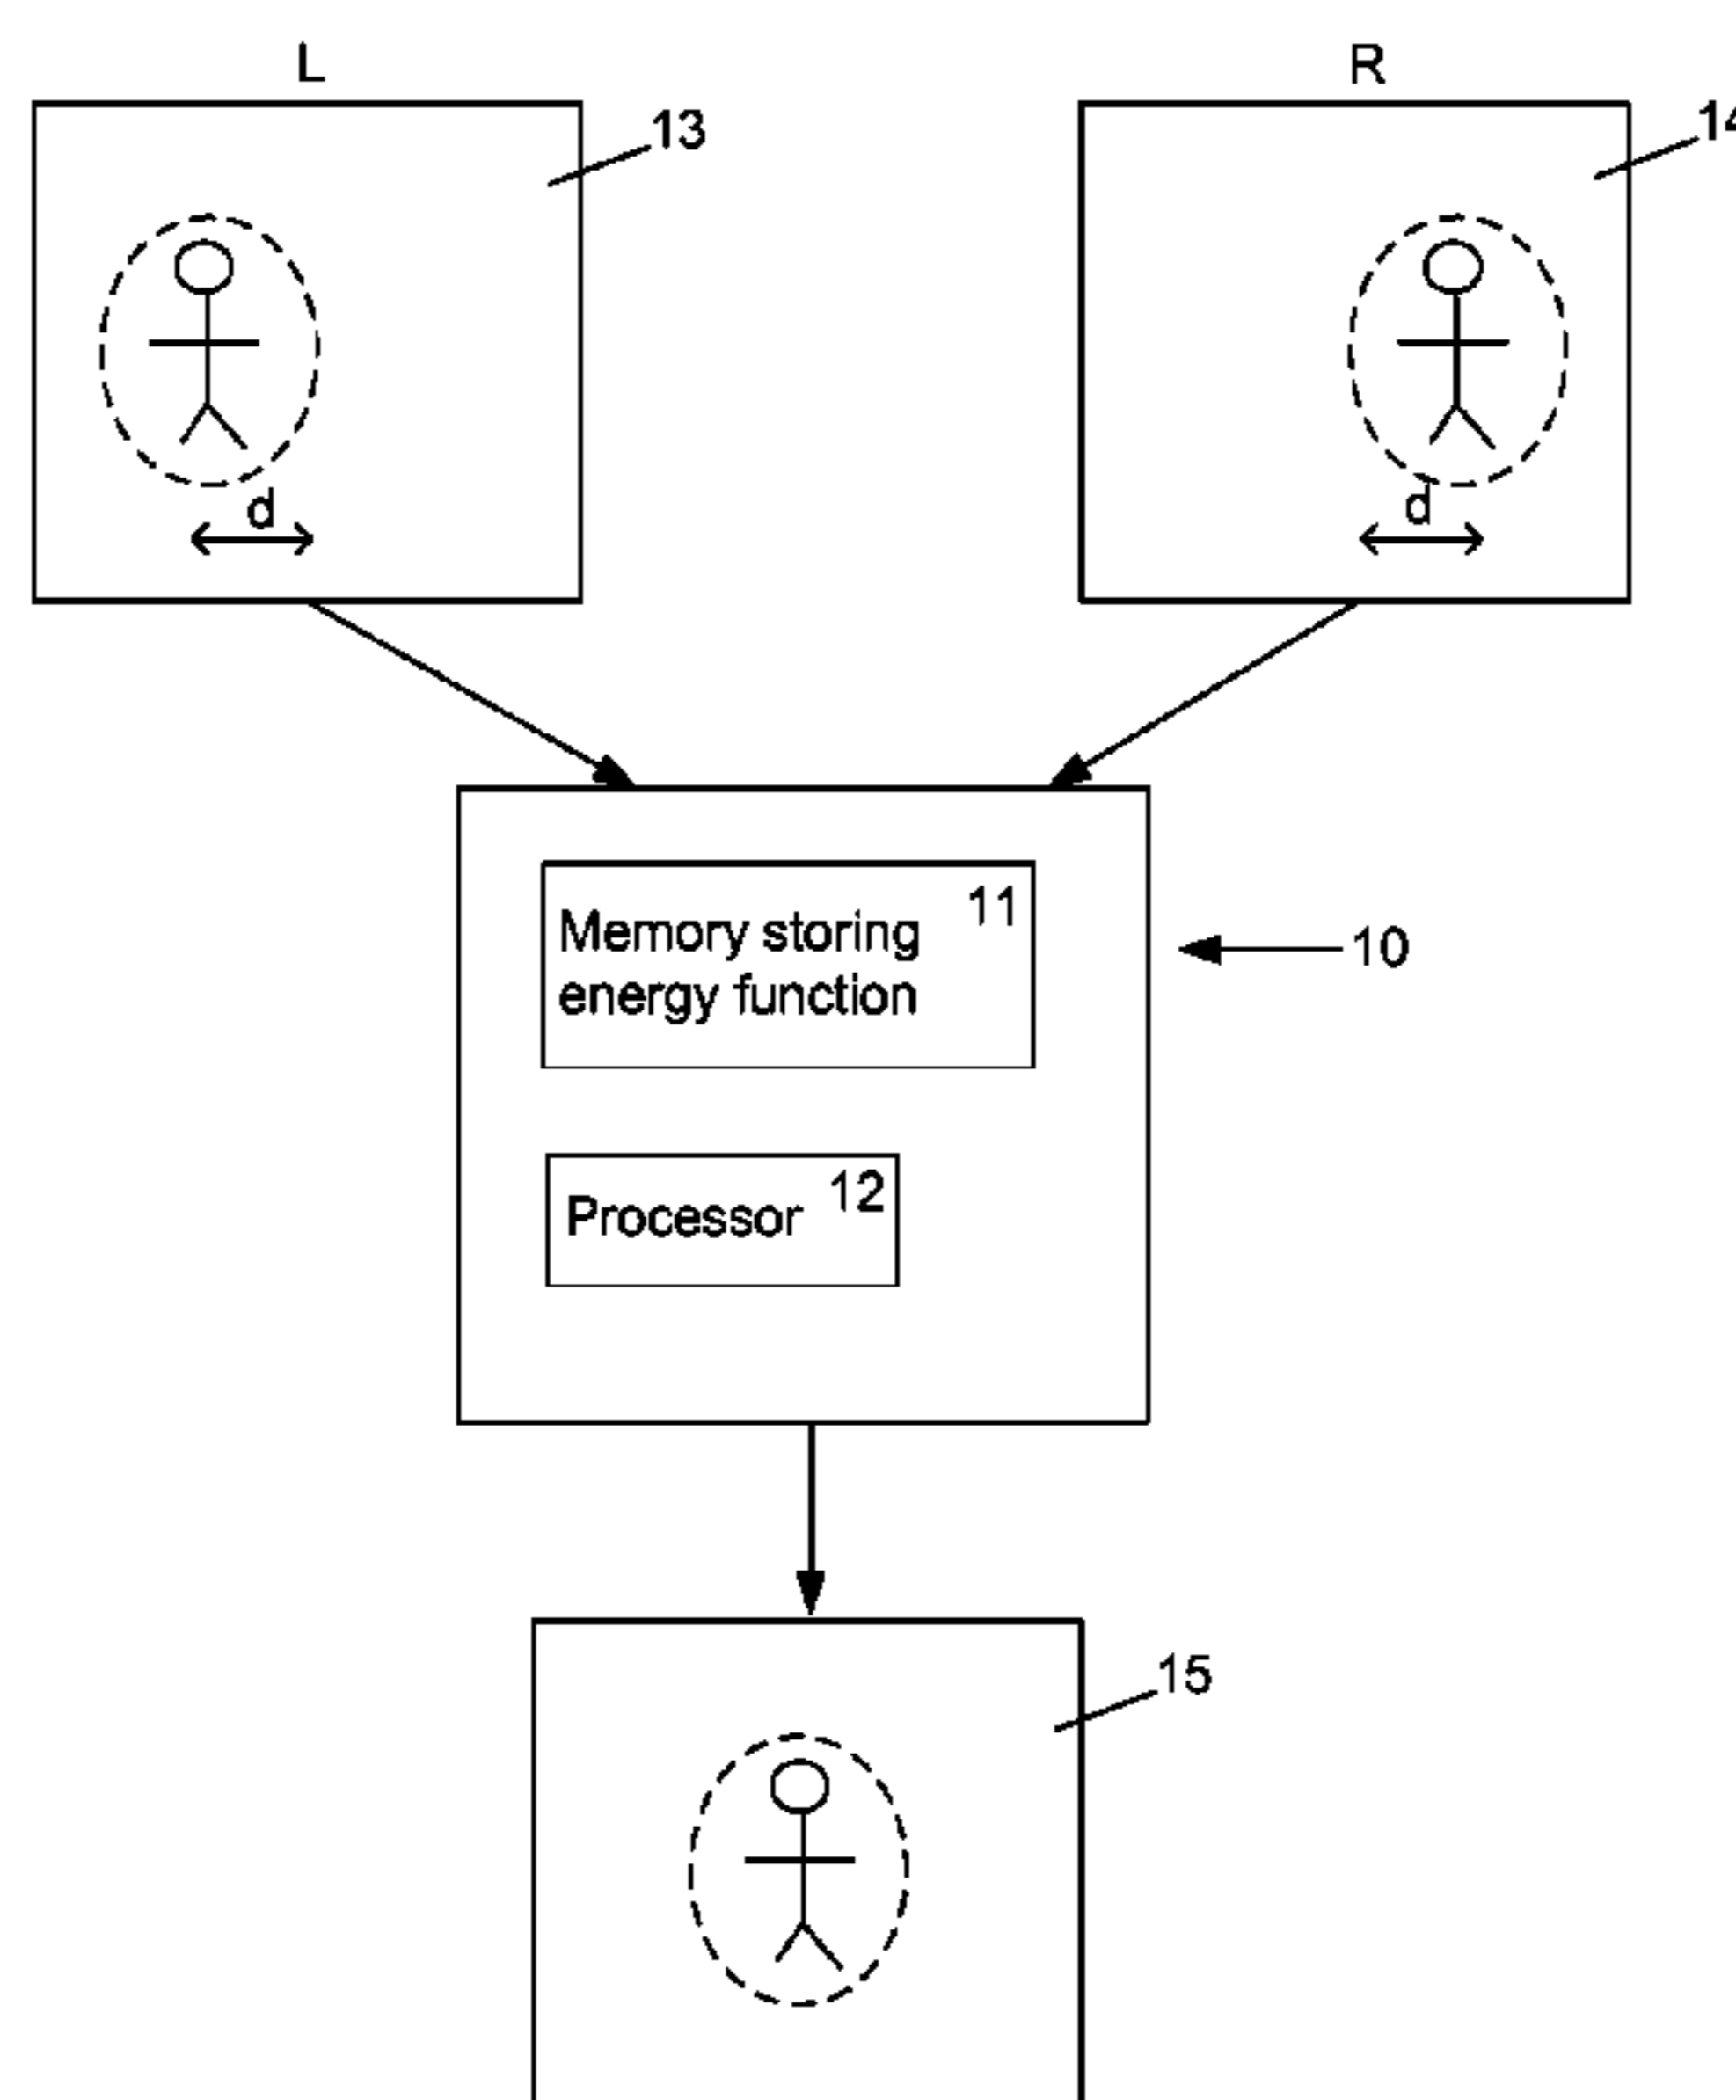 L
R
13
14
d
d
11
Memory storing
energy function
10
12
Processor
15